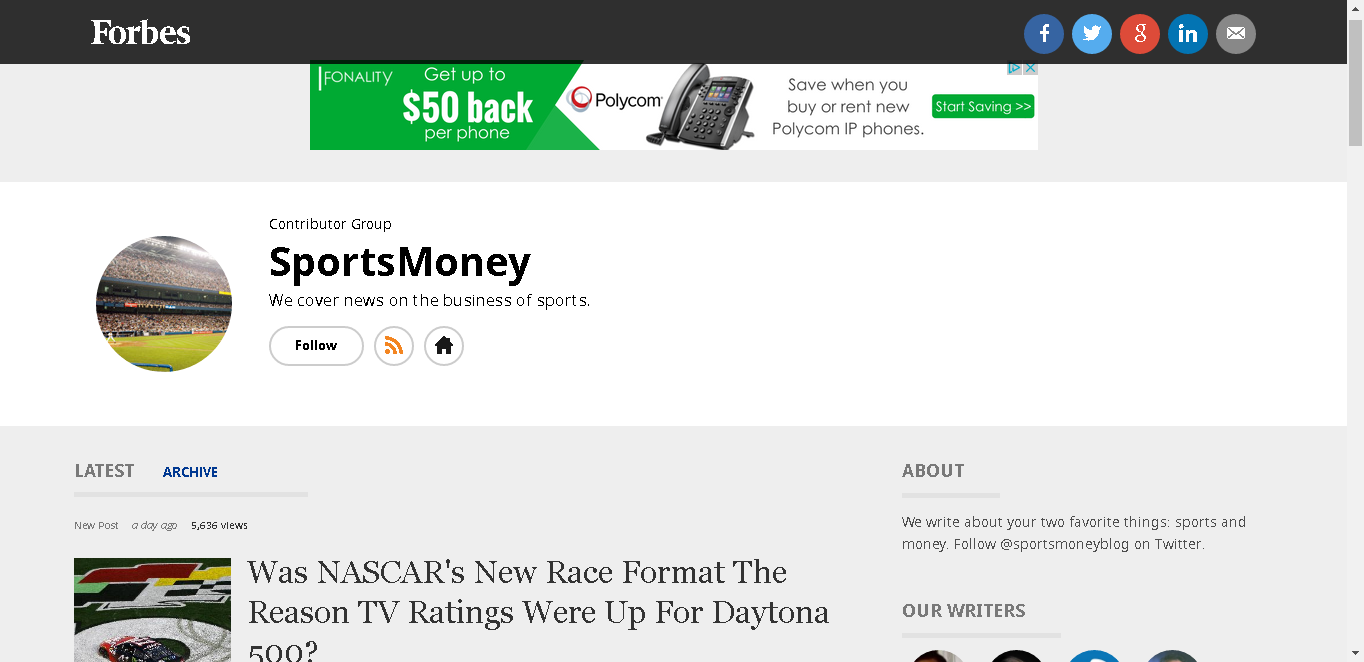 Forbes
FONALITY
Get up to
$50 back
per phone
Polycom
Save when you
buy or rent new
Polycom IP phones.
Start Saving >>
Contributor Group
SportsMoney
We cover news on the business of sports.
Follow
LATEST ARCHIVE
New Post a day ago 5,636 views
Was NASCAR's New Race Format The
Reason TV Ratings Were Up For Daytona
500?
ABOUT
We write about your two favorite things: sports and
money. Follow @sportsmoneyblog on Twitter.
OUR WRITERS